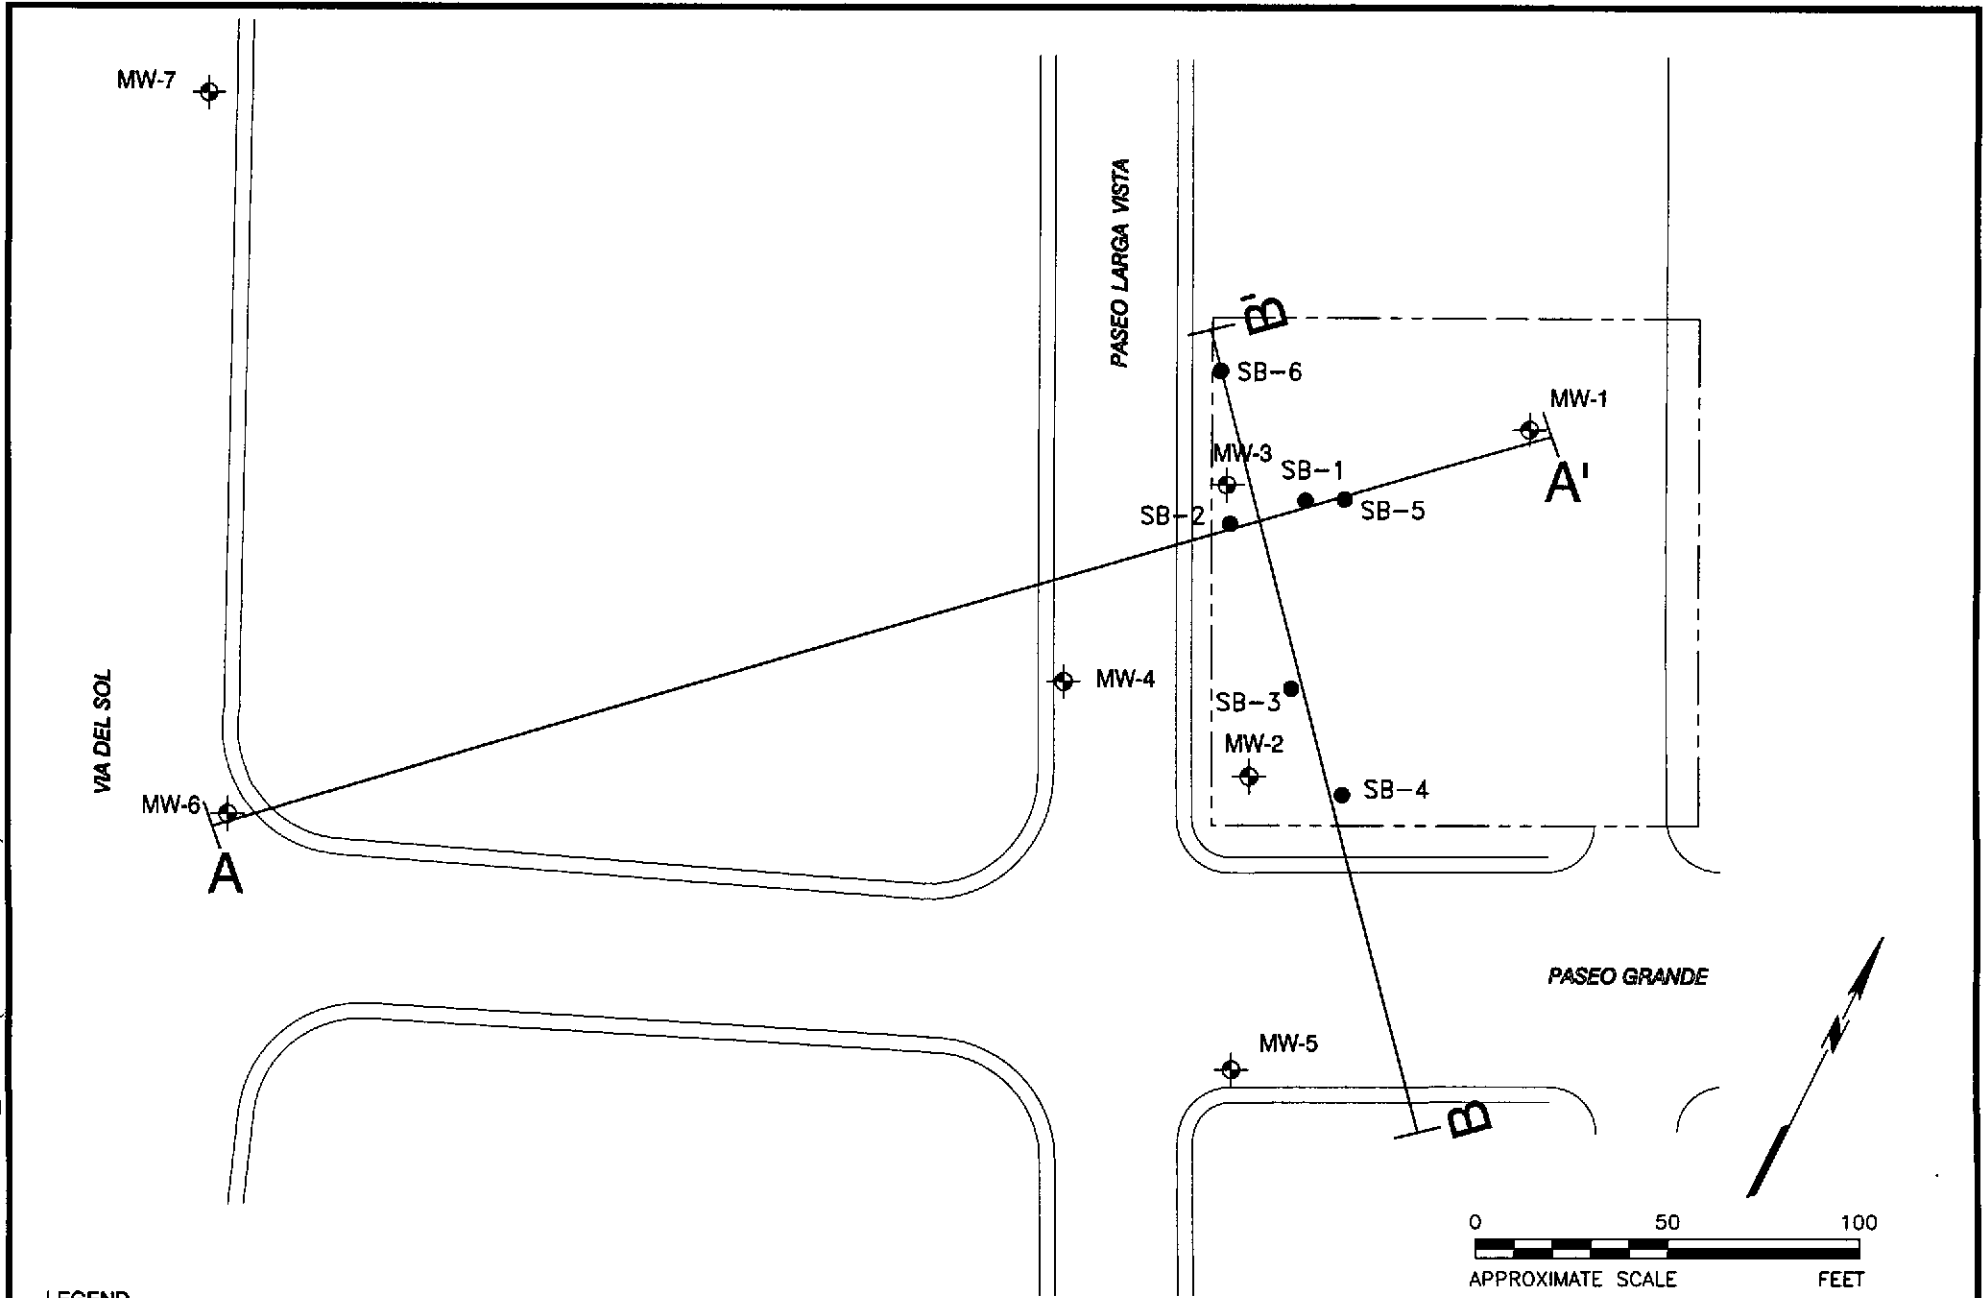 MW-7
PASEO LARGA VISTA
B'
SB-6
MW-1
MW-3
SB-1
A'
SB-2
SB-5
MW-4
VIA DEL SOL
SB-3
MW-2
SB-4
MW-6
A
PASEO GRANDE
MW-5
B
0 50 100
APPROXIMATE SCALE FEET
LEGEND